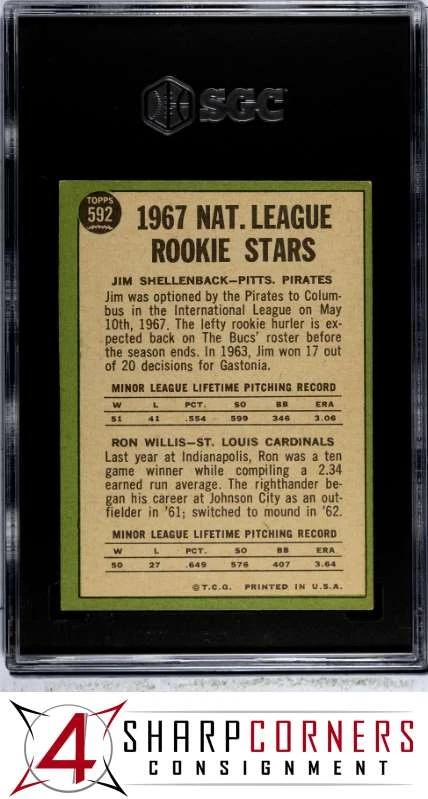 SGC
TOPPS
592
1967 NAT. LEAGUE
ROOKIE STARS
JIM SHELLENBACK—PITTS. PIRATES
Jim was optioned by the Pirates to Colum-
bus in the International League on May
10th, 1967. The lefty rookie hurler is ex-
pected back on The Bucs' roster before
the season ends. In 1963, Jim won 17 out
of 20 decisions for Gastonia.
MINOR LEAGUE LIFETIME PITCHING RECORD
W L PCT. SO BB ERA
51 41 .554 599 346 3.06
RON WILLIS—ST. LOUIS CARDINALS
Last year at Indianapolis, Ron was a ten
game winner while compiling a 2.34
earned run average. The righthander be-
gan his career at Johnson City as an out-
fielder in '61; switched to mound in '62.
MINOR LEAGUE LIFETIME PITCHING RECORD
W L PCT. SO BB ERA
50 27 .649 576 407 3.64
©T.C.G. PRINTED IN U.S.A.
4 SHARPCORNERS
CONSIGNMENT